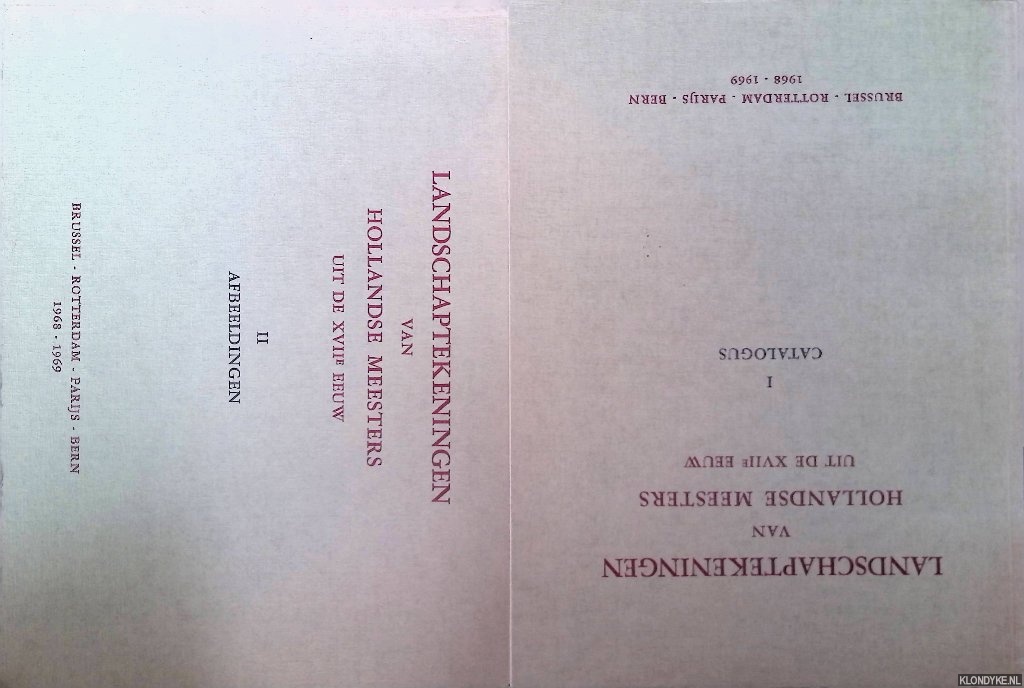 LANDSCHAPTEKENINGEN
VAN
HOLLANDSE MEESTERS
UIT DE XVIIE EEUW
II
AFBEELDINGEN
BRUSSEL - ROTTERDAM - PARIJS - BERN
1968 - 1969
LANDSCHAPTEKENINGEN
VAN
HOLLANDSE MEESTERS
UIT DE XVIIE EEUW
I
CATALOGUS
BRUSSEL - ROTTERDAM - PARIJS - BERN
1968 - 1969
KLONDYKE.NL